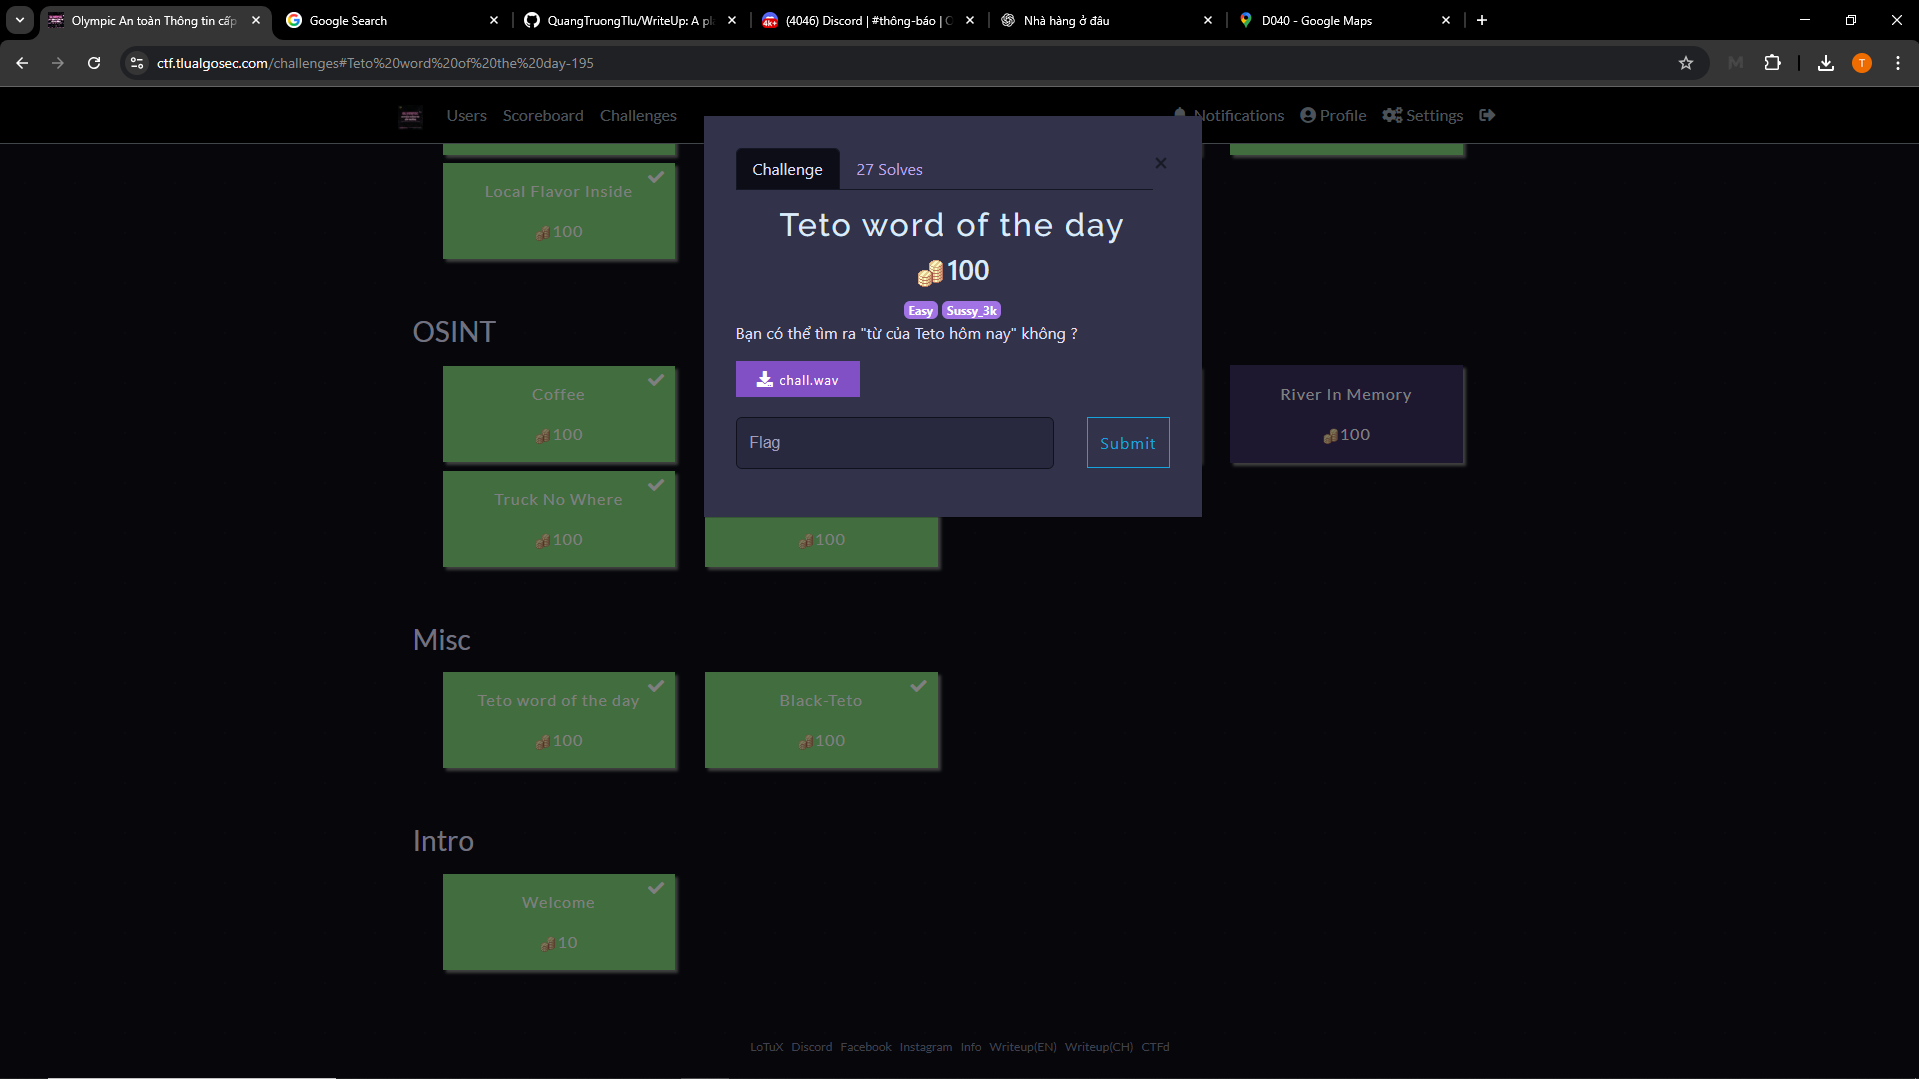 Olympic An toàn Thông tin cấp
Google Search
QuangTruongTlu/WriteUp: A pl
(4046) Discord | #thông-báo | C
Nhà hàng ở đâu
D040 - Google Maps
ctf.tlualgosec.com/challenges#Teto%20word%20of%20the%20day-195
T
Users
Scoreboard
Challenges
Notifications
Profile
Settings
Challenge
27 Solves
Teto word of the day
100
Easy
Sussy_3k
Bạn có thể tìm ra "từ của Teto hôm nay" không ?
chall.wav
Flag
Submit
Local Flavor Inside
100
OSINT
Coffee
100
River In Memory
100
Truck No Where
100
100
Misc
Teto word of the day
100
Black-Teto
100
Intro
Welcome
10
LoTuX Discord Facebook Instagram Info Writeup(EN) Writeup(CH) CTFd